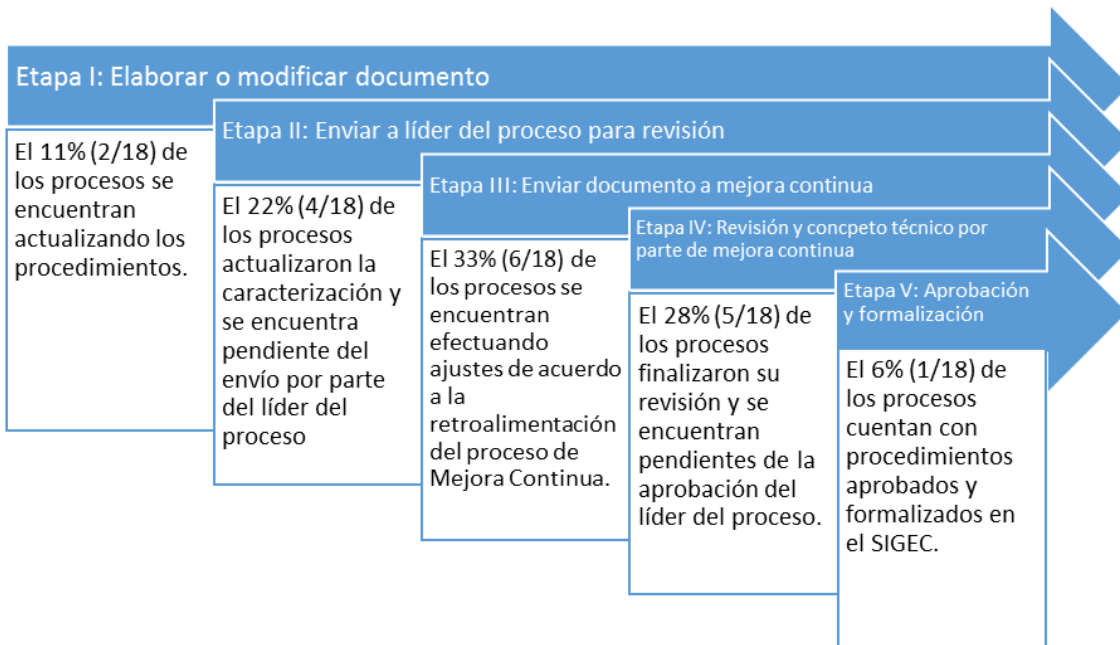 Etapa I: Elaborar o modificar documento
El 11% (2/18) de
los procesos se
encuentran
actualizando los
procedimientos.
Etapa II: Enviar a líder del proceso para revisión
El 22% (4/18) de
los procesos
actualizaron la
caracterización y
se encuentra
pendiente del
envío por parte
del líder del
proceso
Etapa III: Enviar documento a mejora continua
El 33% (6/18) de
los procesos se
encuentran
efectuando
ajustes de acuerdo
a la
retroalimentación
del proceso de
Mejora Continua.
Etapa IV: Revisión y concpeto técnico por
parte de mejora continua
El 28% (5/18) de
los procesos
finalizaron su
revisión y se
encuentran
pendientes de la
aprobación del
líder del proceso.
Etapa V: Aprobación
y formalización
El 6% (1/18) de
los procesos
cuentan con
procedimientos
aprobados y
formalizados en
el SIGEC.